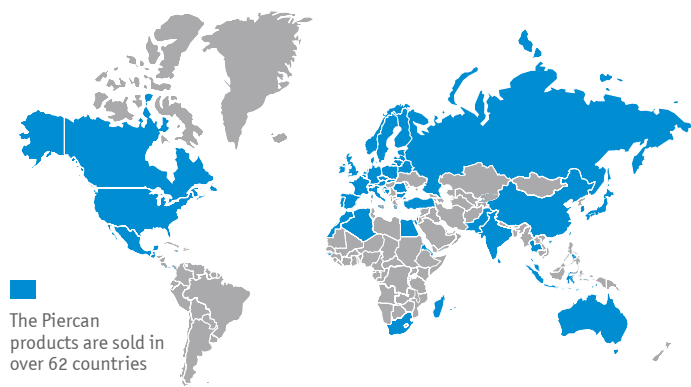 The Piercan
products are sold in
over 62 countries